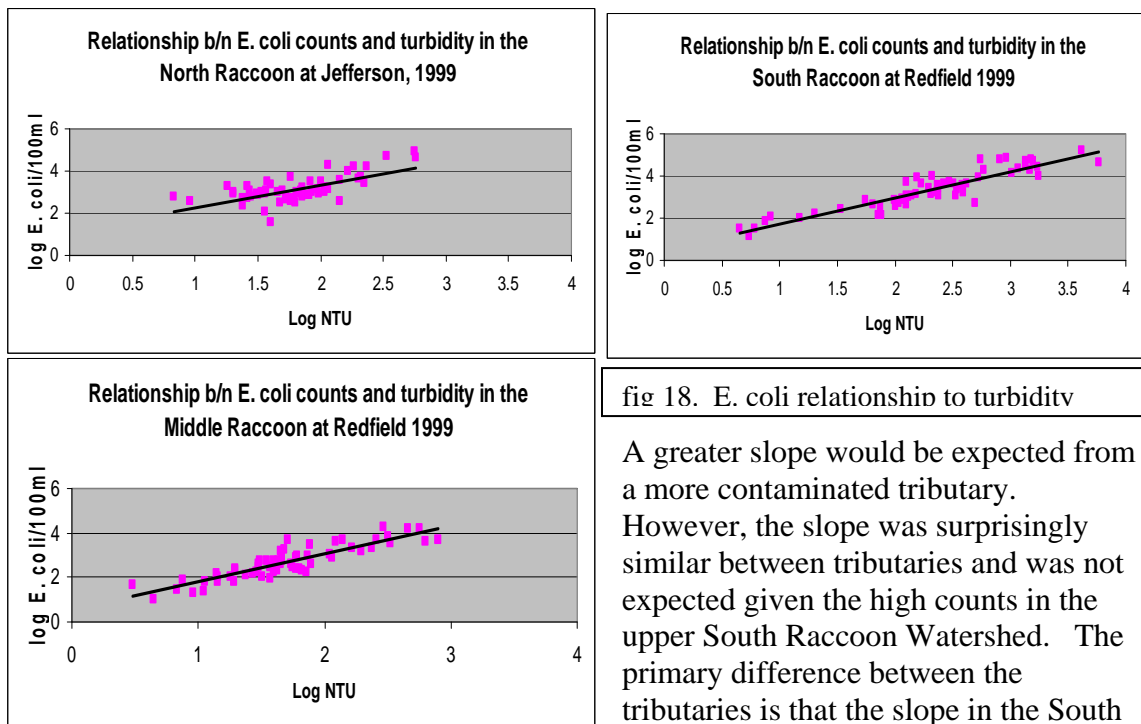 Relationship b/n E. coli counts and turbidity in the
North Raccoon at Jefferson, 1999
log E. coli/100ml
6
4
2
0
0
0.5
1
1.5
2
2.5
3
3.5
4
Log NTU
Relationship b/n E. coli counts and turbidity in the
South Raccoon at Redfield 1999
log E. coli/100ml
6
4
2
0
0
0.5
1
1.5
2
2.5
3
3.5
4
Log NTU
Relationship b/n E. coli counts and turbidity in the
Middle Raccoon at Redfield 1999
log E. coli/100ml
6
4
2
0
0
1
2
3
4
fig 18. E. coli relationship to turbidity
A greater slope would be expected from
a more contaminated tributary.
However, the slope was surprisingly
similar between tributaries and was not
expected given the high counts in the
upper South Raccoon Watershed. The
primary difference between the
tributaries is that the slope in the South